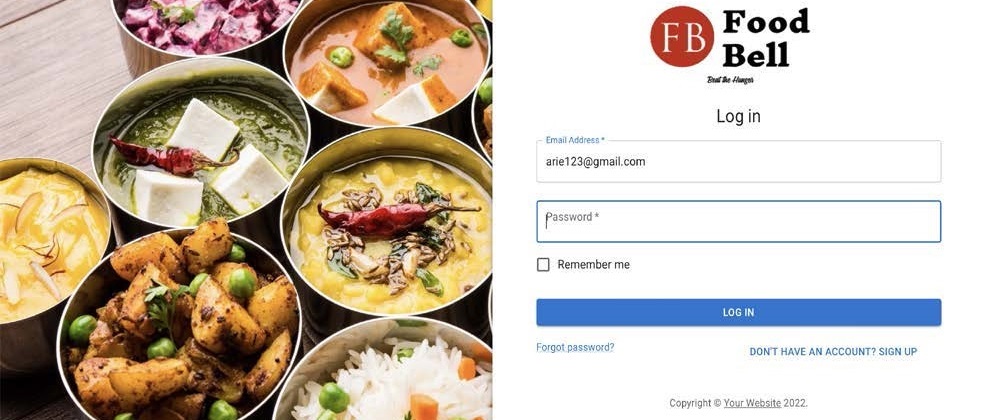 FB
Food
Bell
Beat the Hunger
Log in
Email Address *
arie123@gmail.com
Password *
Remember me
LOG IN
Forgot password?
DON'T HAVE AN ACCOUNT? SIGN UP
Copyright © Your Website 2022.